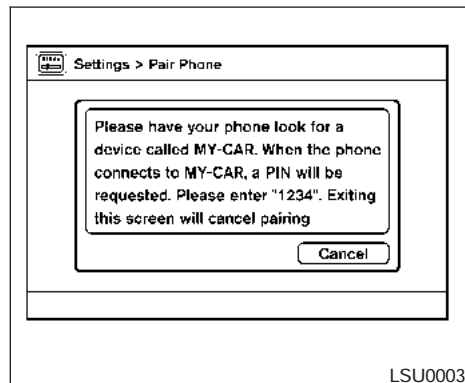 Settings > Pair Phone
Please have your phone look for a
device called MY-CAR. When the phone
connects to MY-CAR, a PIN will be
requested. Please enter "1234". Exiting
this screen will cancel pairing
Cancel
LSU0003